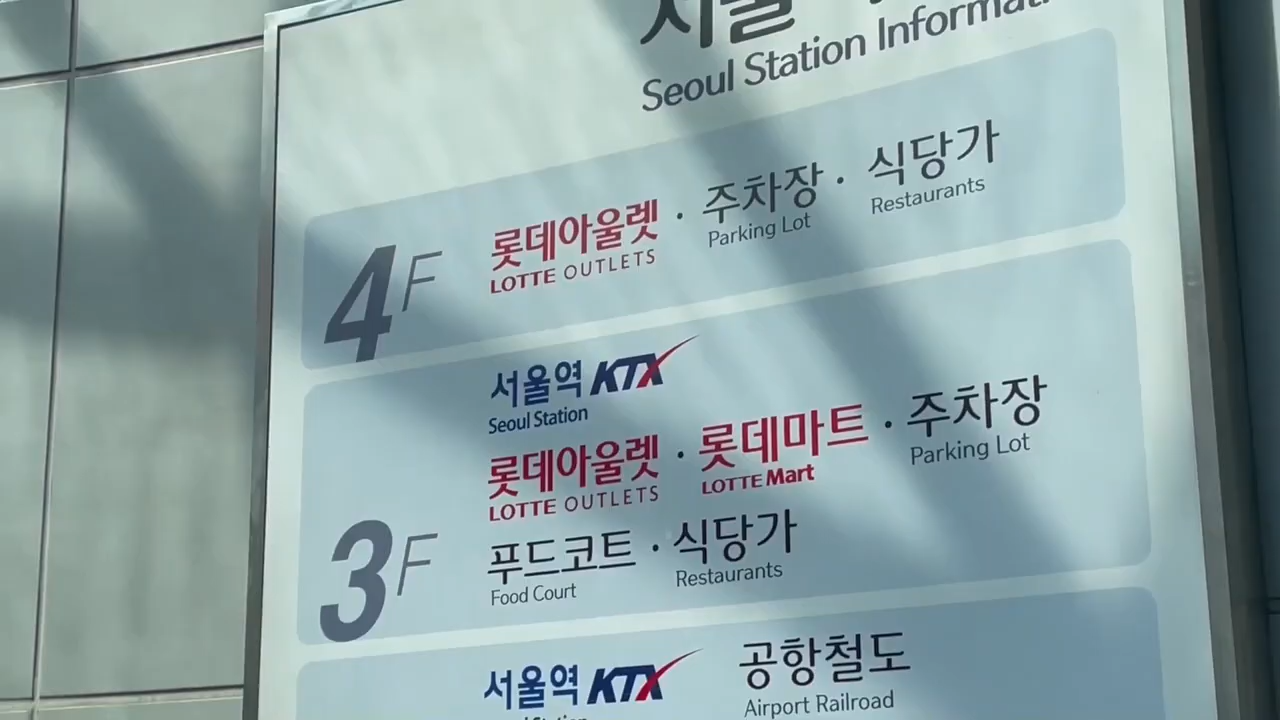 서울
Seoul Station Informati
4F
롯데아울렛 · 주차장 · 식당가
LOTTE OUTLETS Parking Lot Restaurants
서울역 KTX
Seoul Station
롯데아울렛 · 롯데마트 · 주차장
LOTTE OUTLETS LOTTE Mart Parking Lot
3F
푸드코트 · 식당가
Food Court Restaurants
서울역 KTX 공항철도
Station Airport Railroad